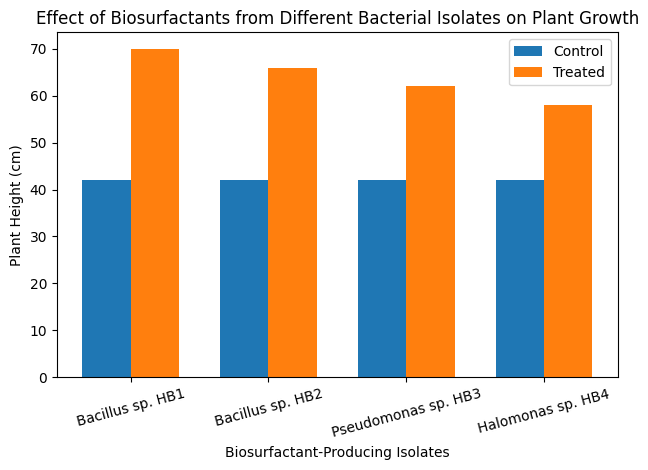 Effect of Biosurfactants from Different Bacterial Isolates on Plant Growth
Control
Treated
Plant Height (cm)
70
60
50
40
30
20
10
0
Bacillus sp. HB1
Bacillus sp. HB2
Pseudomonas sp. HB3
Halomonas sp. HB4
Biosurfactant-Producing Isolates